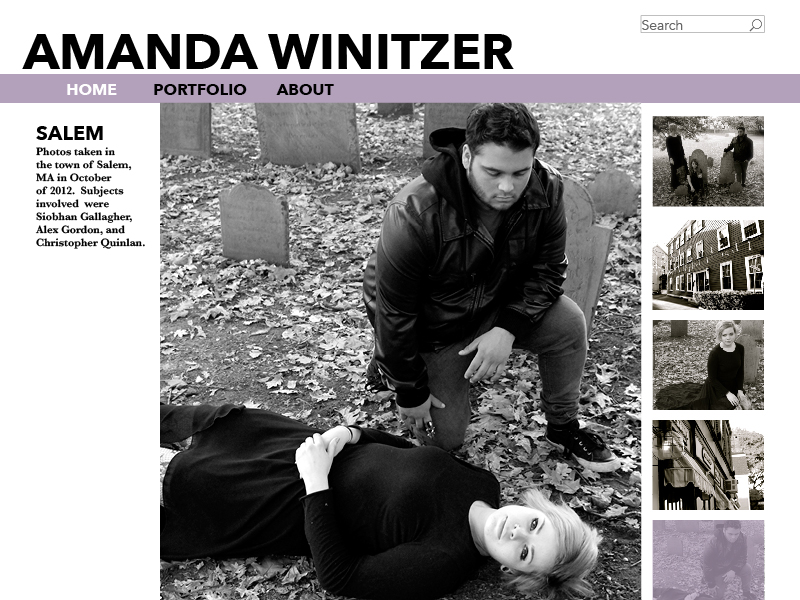 Search
AMANDA WINITZER
HOME PORTFOLIO ABOUT
SALEM
Photos taken in
the town of Salem,
MA in October
of 2012. Subjects
involved were
Siobhan Gallagher,
Alex Gordon, and
Christopher Quinlan.